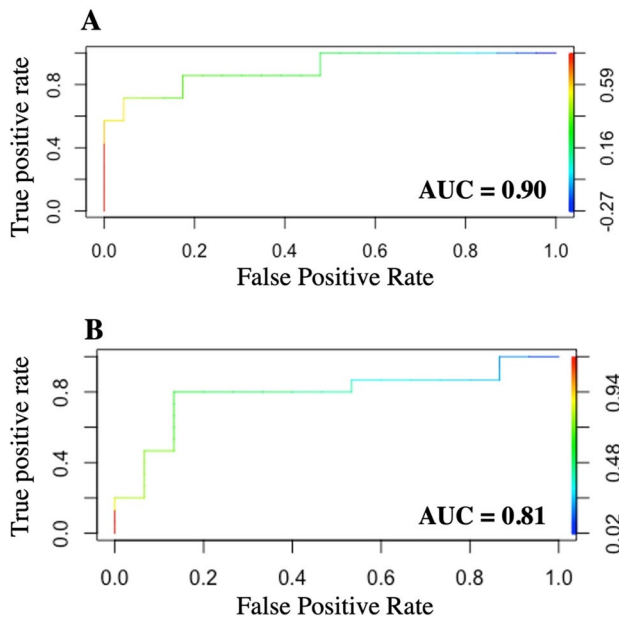 A
True positive rate
0.0 0.4 0.8
0.0 0.2 0.4 0.6 0.8 1.0
False Positive Rate
AUC = 0.90
-0.27 0.16 0.59
B
True positive rate
0.0 0.4 0.8
0.0 0.2 0.4 0.6 0.8 1.0
False Positive Rate
AUC = 0.81
0.02 0.48 0.94